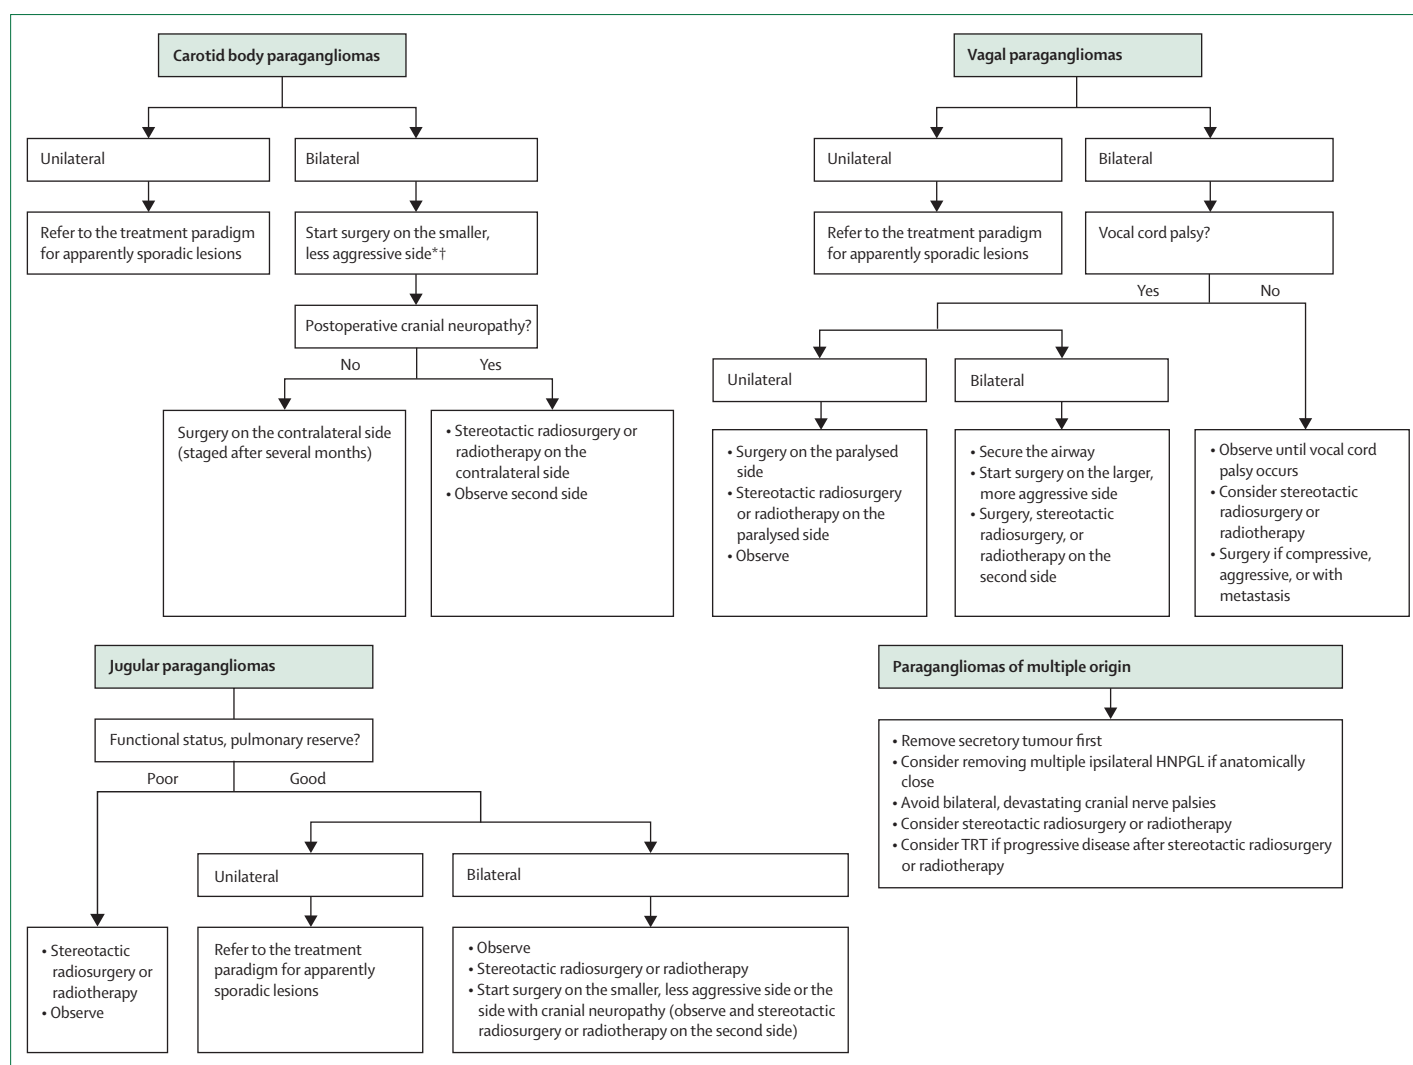 Carotid body paragangliomas
Unilateral
Bilateral
Refer to the treatment paradigm
for apparently sporadic lesions
Start surgery on the smaller,
less aggressive side*†
Postoperative cranial neuropathy?
No
Yes
Surgery on the contralateral side
(staged after several months)
• Stereotactic radiosurgery or
radiotherapy on the
contralateral side
• Observe second side
Vagal paragangliomas
Unilateral
Bilateral
Refer to the treatment paradigm
for apparently sporadic lesions
Vocal cord palsy?
Yes
No
Unilateral
Bilateral
• Surgery on the paralysed
side
• Stereotactic radiosurgery
or radiotherapy on the
paralysed side
• Observe
• Secure the airway
• Start surgery on the larger,
more aggressive side
• Surgery, stereotactic
radiosurgery, or
radiotherapy on the
second side
• Observe until vocal cord
palsy occurs
• Consider stereotactic
radiosurgery or
radiotherapy
• Surgery if compressive,
aggressive, or with
metastasis
Jugular paragangliomas
Functional status, pulmonary reserve?
Poor
Good
Unilateral
Bilateral
• Stereotactic
radiosurgery or
radiotherapy
• Observe
Refer to the treatment
paradigm for apparently
sporadic lesions
• Observe
• Stereotactic radiosurgery or radiotherapy
• Start surgery on the smaller, less aggressive side or the
side with cranial neuropathy (observe and stereotactic
radiosurgery or radiotherapy on the second side)
Paragangliomas of multiple origin
• Remove secretory tumour first
• Consider removing multiple ipsilateral HNPGL if anatomically
close
• Avoid bilateral, devastating cranial nerve palsies
• Consider stereotactic radiosurgery or radiotherapy
• Consider TRT if progressive disease after stereotactic radiosurgery
or radiotherapy